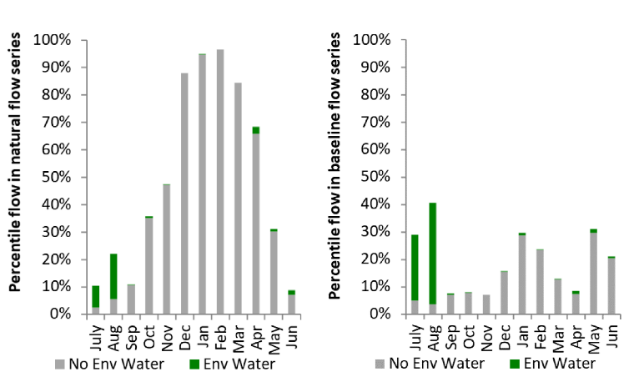 Percentile flow in natural flow series
100%
90%
80%
70%
60%
50%
40%
30%
20%
10%
0%
July
Aug
Sep
Oct
Nov
Dec
Jan
Feb
Mar
Apr
May
Jun
No Env Water
Env Water
Percentile flow in baseline flow series
100%
90%
80%
70%
60%
50%
40%
30%
20%
10%
0%
July
Aug
Sep
Oct
Nov
Dec
Jan
Feb
Mar
Apr
May
Jun
No Env Water
Env Water